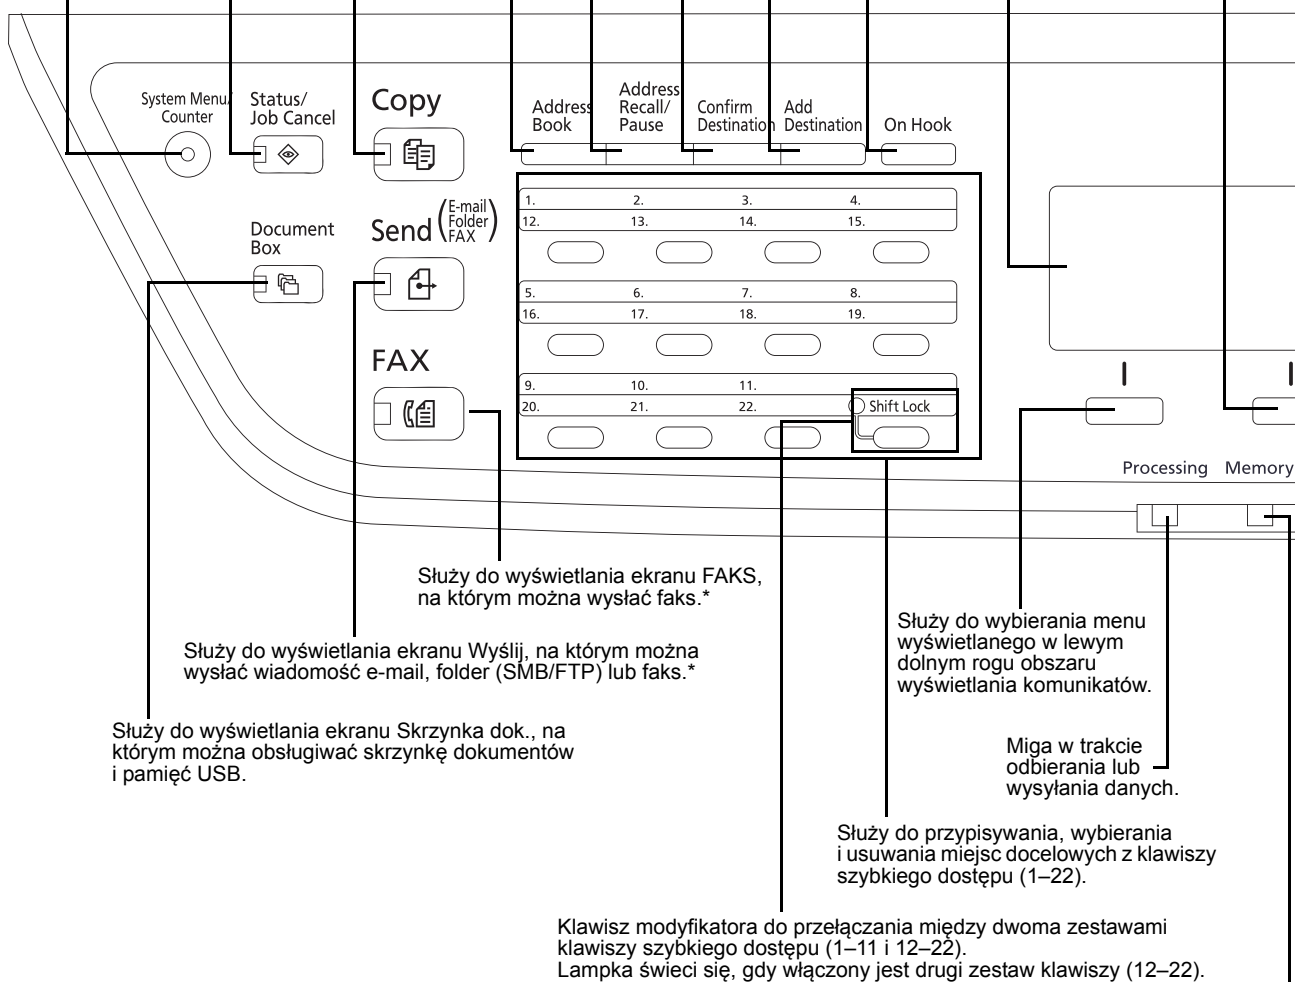 System Menu/
Counter
Status/
Job Cancel
Copy
Address
Book
Address
Recall/
Pause
Confirm
Destination
Add
Destination
On Hook
1. 2. 3. 4.
12. 13. 14. 15.
Document
Box
Send (E-mail
Folder
FAX)
5. 6. 7. 8.
16. 17. 18. 19.
FAX
9. 10. 11.
20. 21. 22. Shift Lock
Processing Memory
Służy do wyświetlania ekranu FAKS,
na którym można wysłać faks.*
Służy do wybierania menu
wyświetlanego w lewym
dolnym rogu obszaru
wyświetlania komunikatów.
Służy do wyświetlania ekranu Wyślij, na którym można
wysłać wiadomość e-mail, folder (SMB/FTP) lub faks.*
Służy do wyświetlania ekranu Skrzynka dok., na
którym można obsługiwać skrzynkę dokumentów
i pamięć USB.
Miga w trakcie
odbierania lub
wysyłania danych.
Służy do przypisywania, wybierania
i usuwania miejsc docelowych z klawiszy
szybkiego dostępu (1–22).
Klawisz modyfikatora do przełączania między dwoma zestawami
klawiszy szybkiego dostępu (1–11 i 12–22).
Lampka świeci się, gdy włączony jest drugi zestaw klawiszy (12–22).